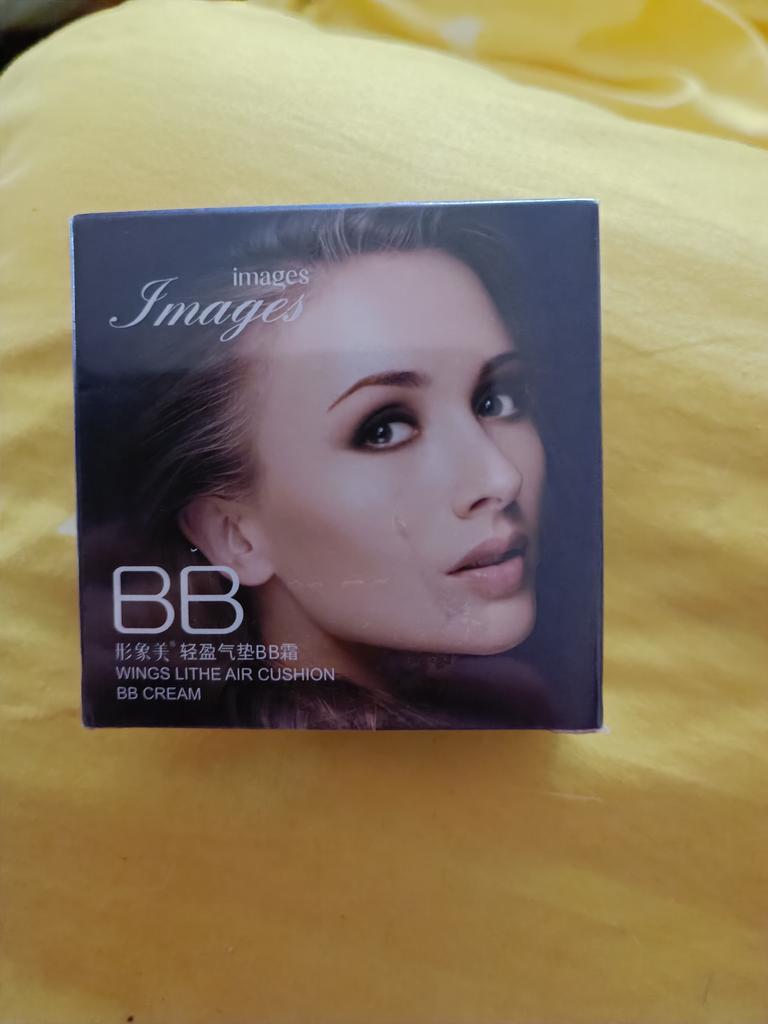 images
Images
BB
形象美® 轻盈气垫BB霜
WINGS LITHE AIR CUSHION
BB CREAM